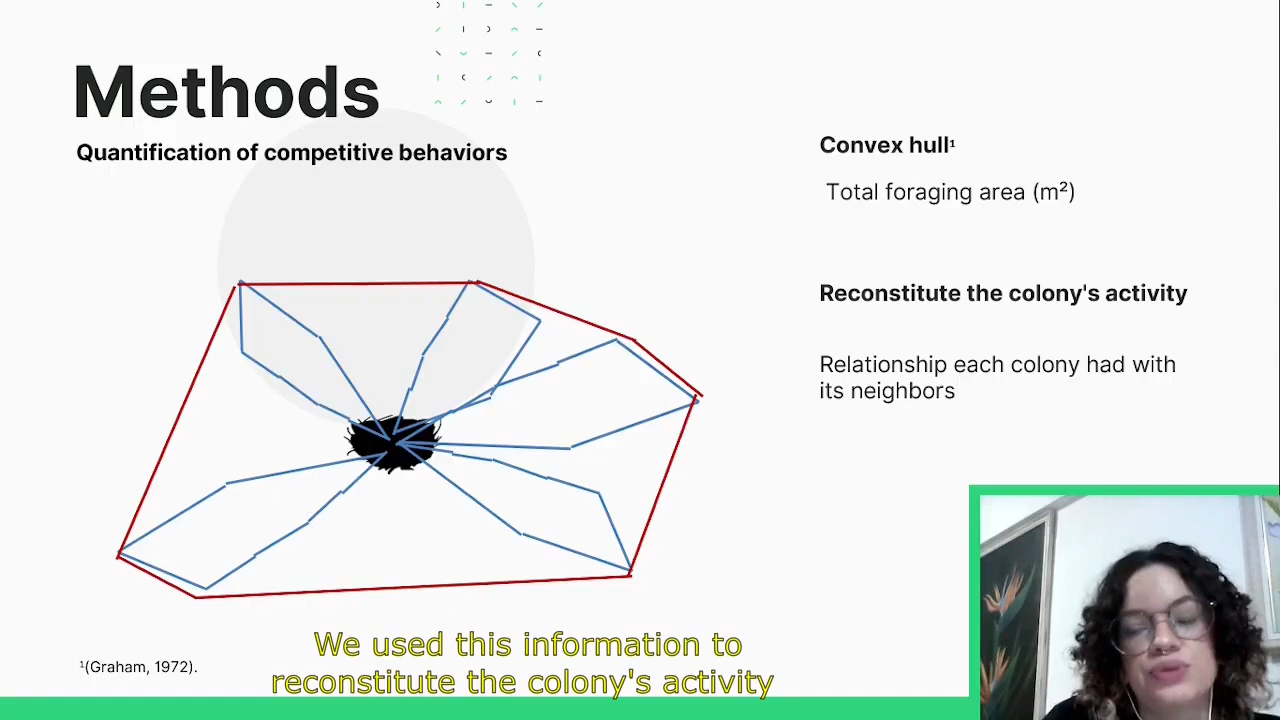 Methods
Quantification of competitive behaviors
Convex hull¹
Total foraging area (m²)
Reconstitute the colony's activity
Relationship each colony had with
its neighbors
¹(Graham, 1972).
We used this information to
reconstitute the colony's activity